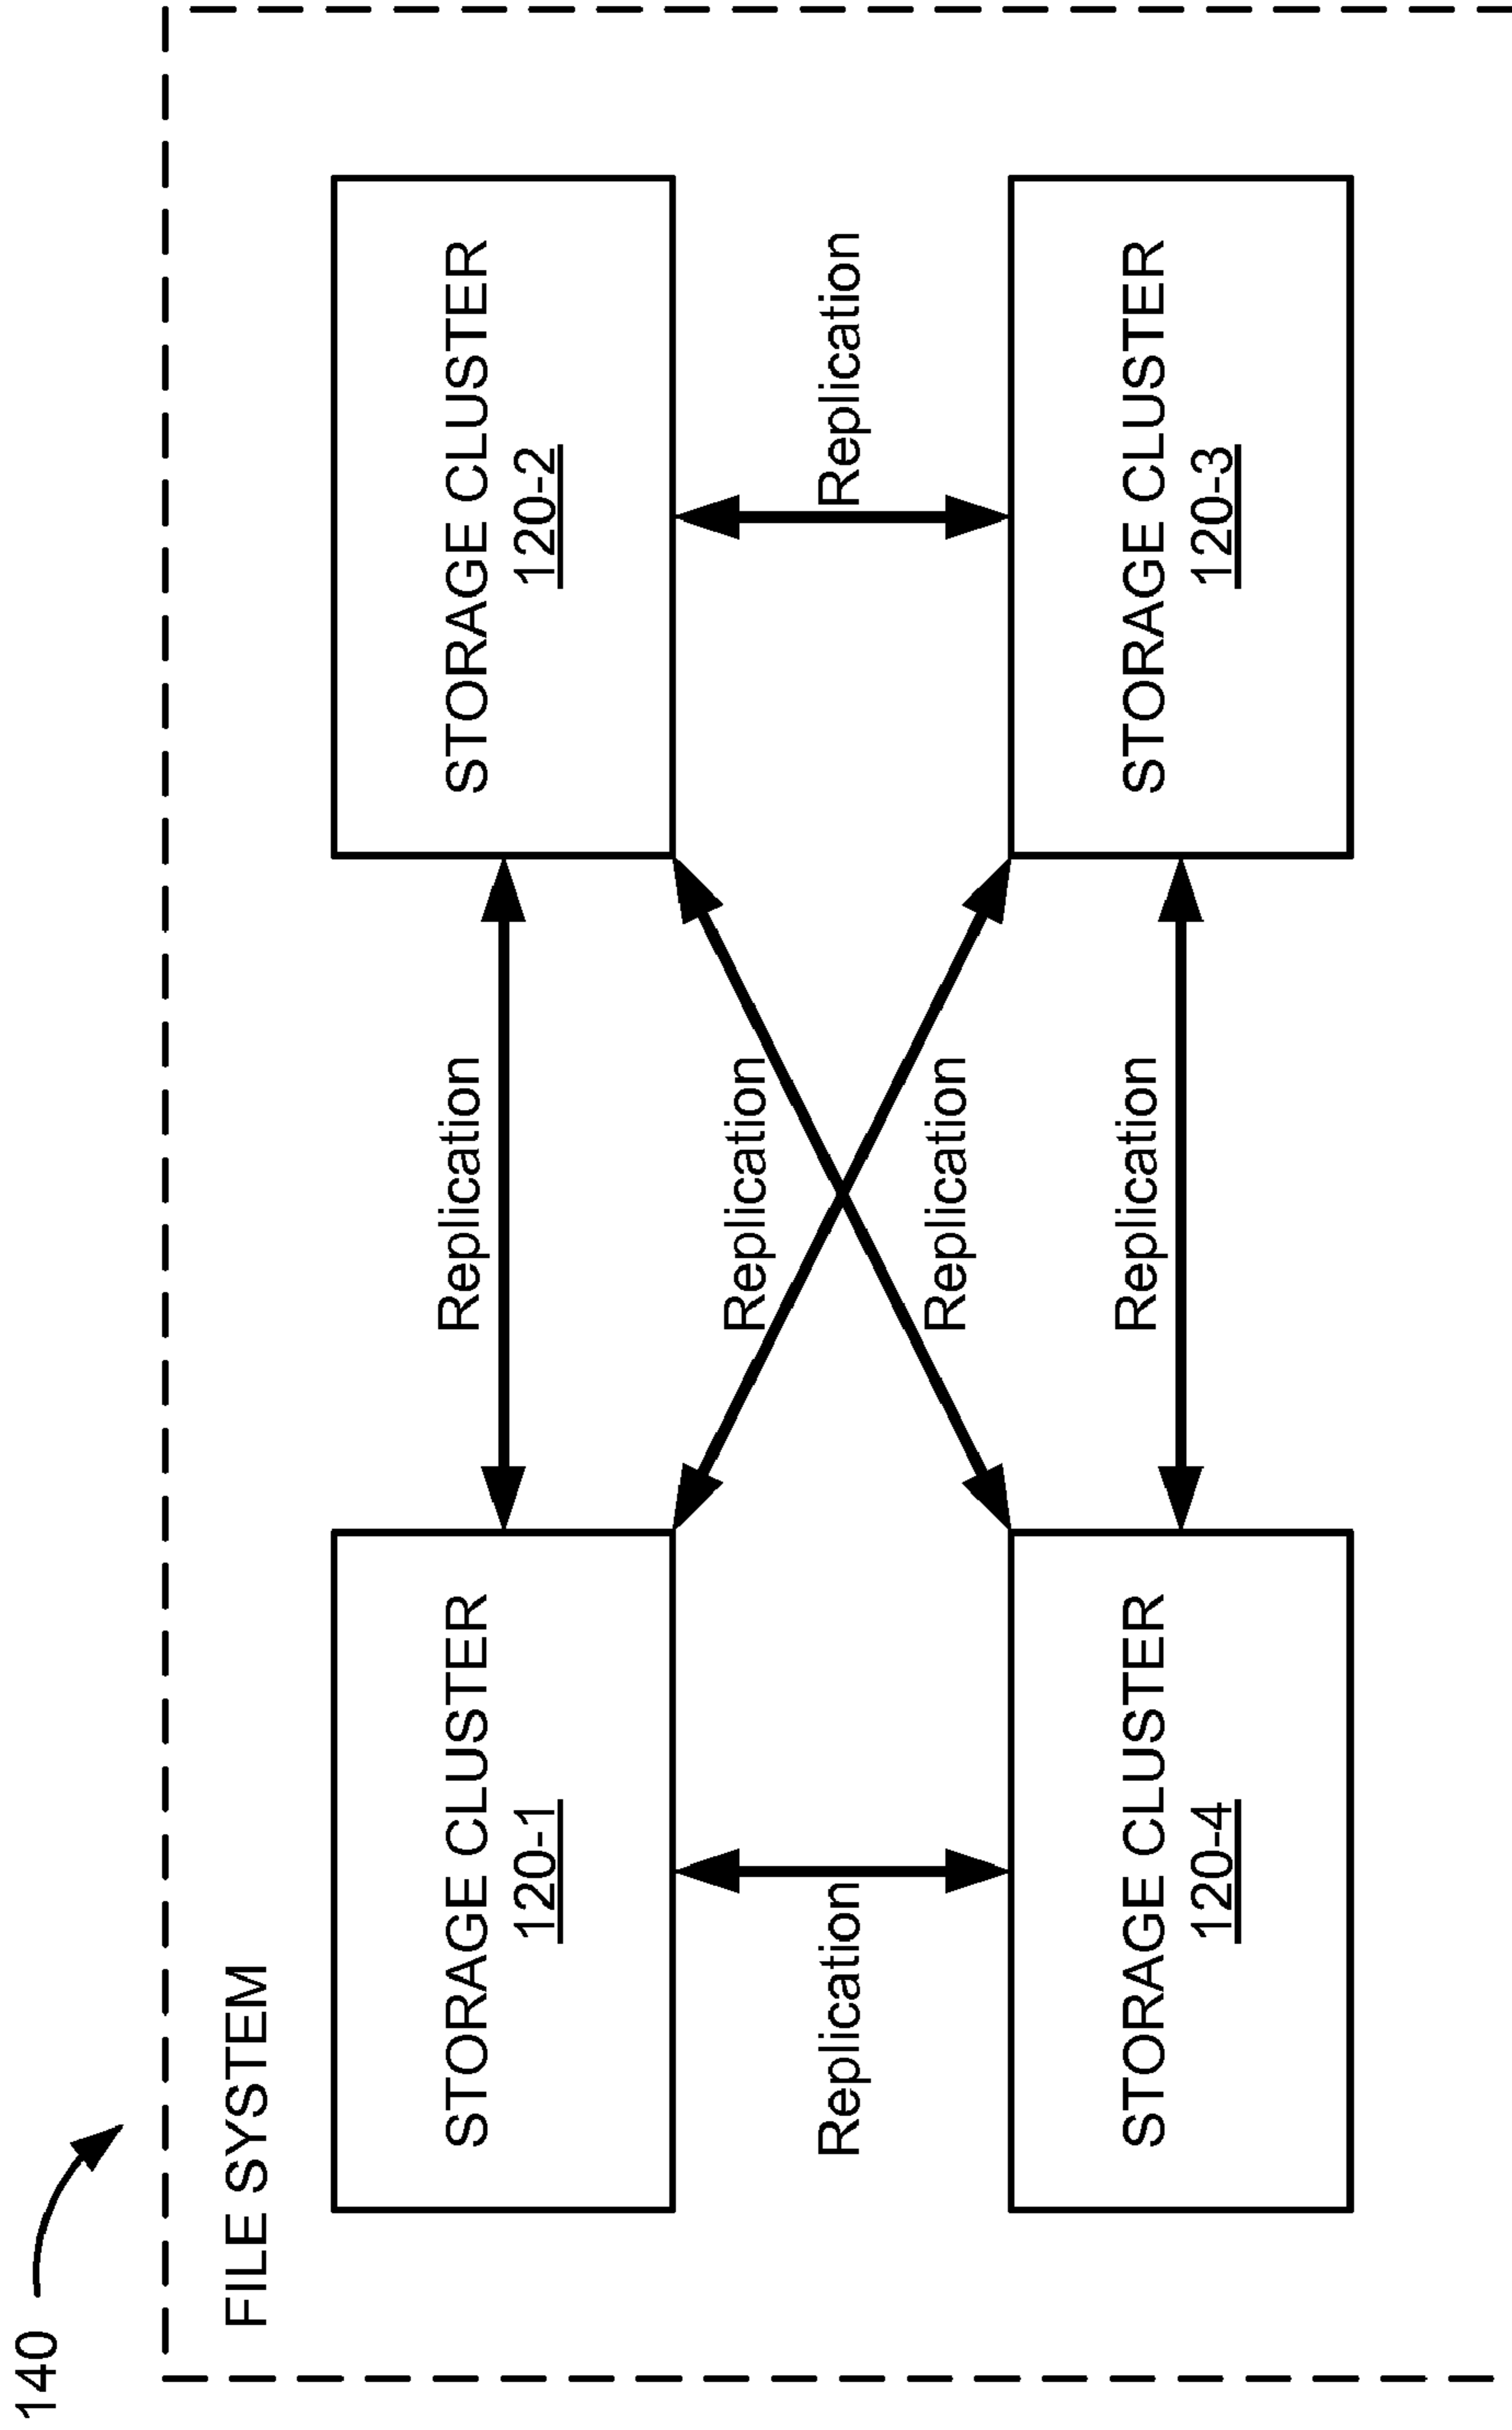 140
FILE SYSTEM
STORAGE CLUSTER
120-1
Replication
STORAGE CLUSTER
120-2
Replication
Replication
Replication
Replication
STORAGE CLUSTER
120-4
Replication
STORAGE CLUSTER
120-3